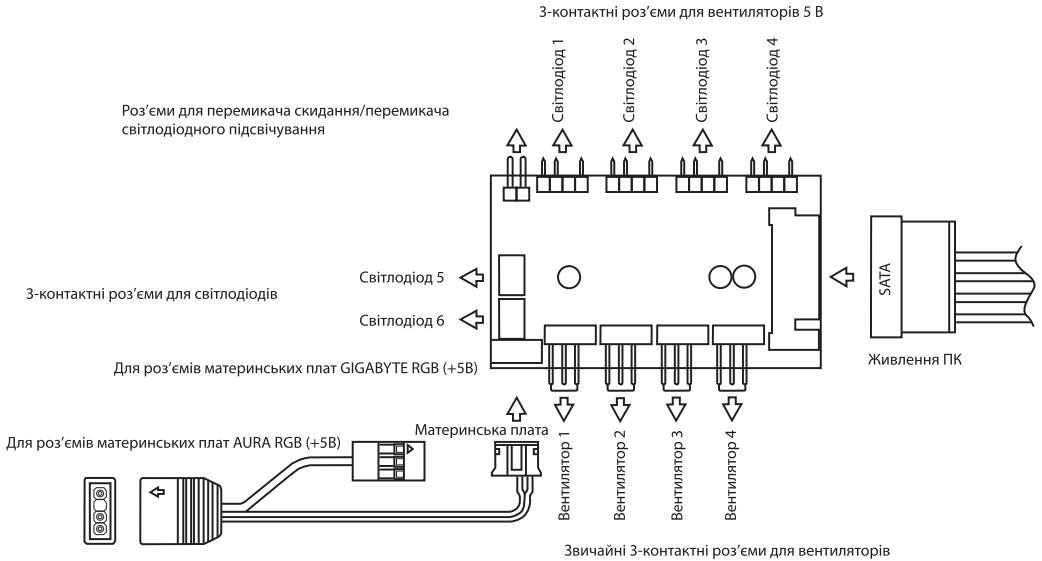 3-контактні роз’єми для вентиляторів 5 В
Світлодіод 1
Світлодіод 2
Світлодіод 3
Світлодіод 4
Роз’єми для перемикача скидання/перемикача
світлодіодного підсвічування
Світлодіод 5
3-контактні роз’єми для світлодіодів
Світлодіод 6
SATA
Живлення ПК
Для роз’ємів материнських плат GIGABYTE RGB (+5В)
Материнська плата
Для роз’ємів материнських плат AURA RGB (+5В)
Вентилятор 1
Вентилятор 2
Вентилятор 3
Вентилятор 4
Звичайні 3-контактні роз’єми для вентиляторів